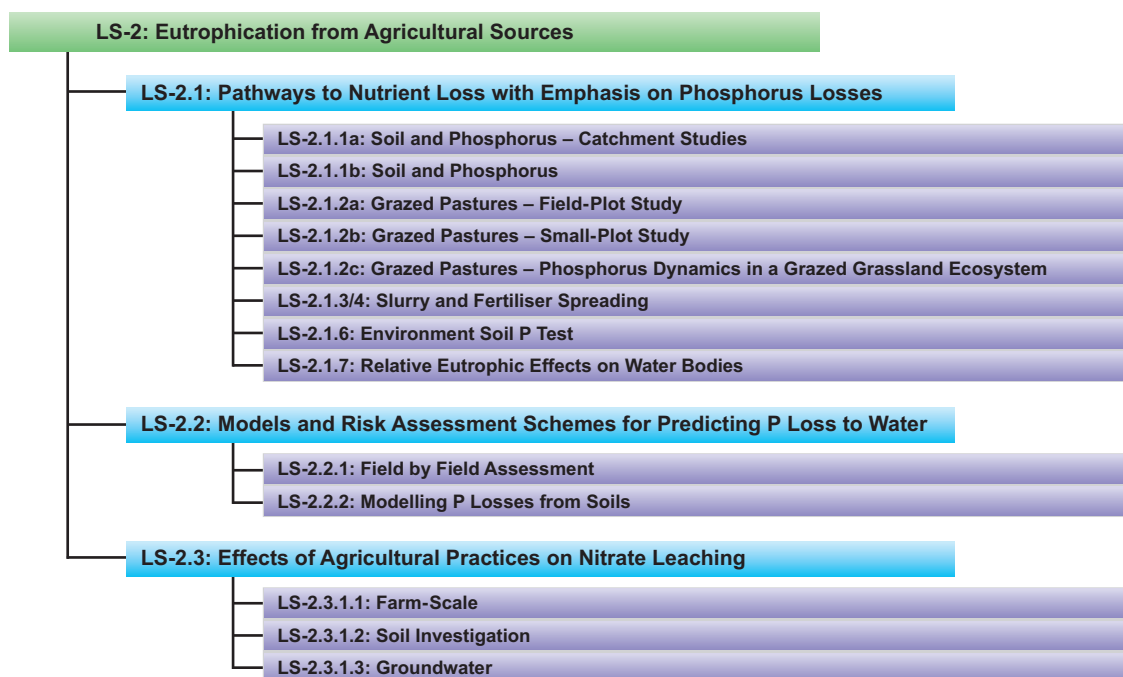 LS-2: Eutrophication from Agricultural Sources
LS-2.1: Pathways to Nutrient Loss with Emphasis on Phosphorus Losses
LS-2.1.1a: Soil and Phosphorus – Catchment Studies
LS-2.1.1b: Soil and Phosphorus
LS-2.1.2a: Grazed Pastures – Field-Plot Study
LS-2.1.2b: Grazed Pastures – Small-Plot Study
LS-2.1.2c: Grazed Pastures – Phosphorus Dynamics in a Grazed Grassland Ecosystem
LS-2.1.3/4: Slurry and Fertiliser Spreading
LS-2.1.6: Environment Soil P Test
LS-2.1.7: Relative Eutrophic Effects on Water Bodies
LS-2.2: Models and Risk Assessment Schemes for Predicting P Loss to Water
LS-2.2.1: Field by Field Assessment
LS-2.2.2: Modelling P Losses from Soils
LS-2.3: Effects of Agricultural Practices on Nitrate Leaching
LS-2.3.1.1: Farm-Scale
LS-2.3.1.2: Soil Investigation
LS-2.3.1.3: Groundwater